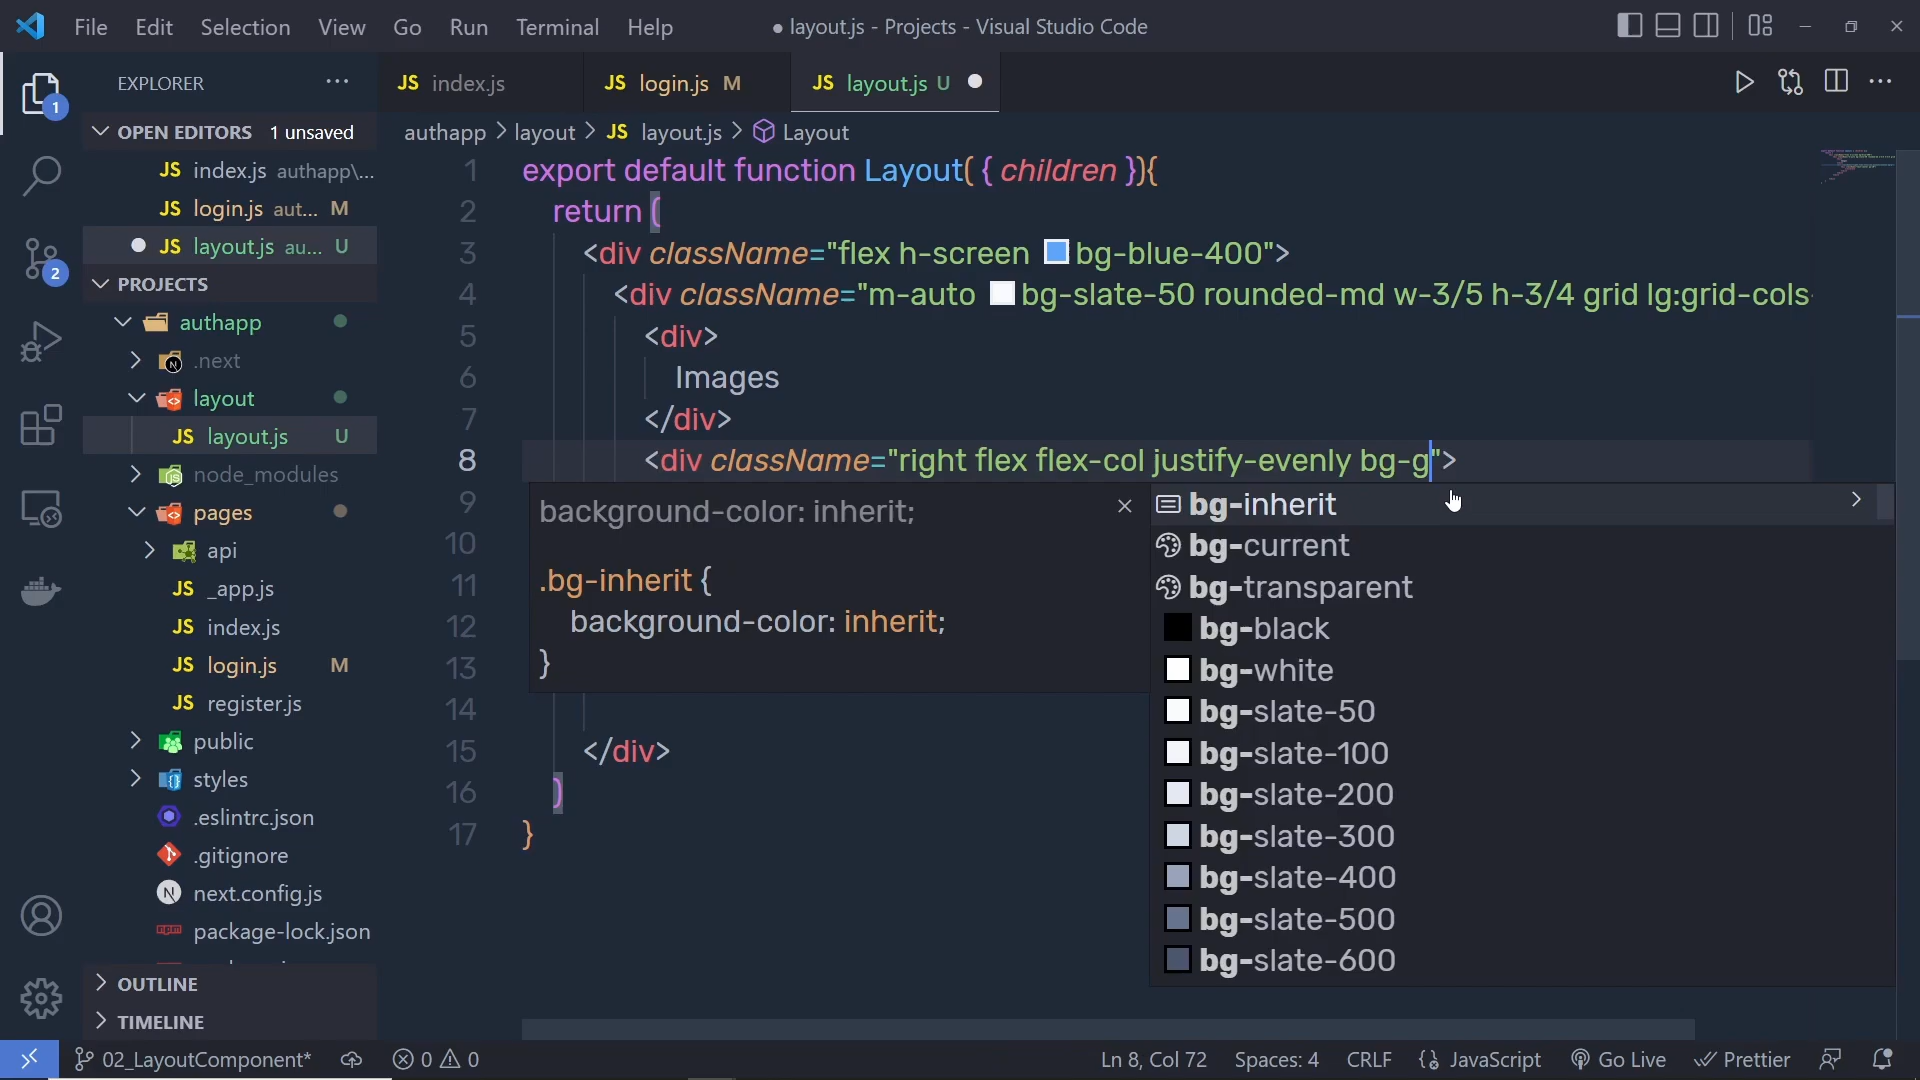 File Edit Selection View Go Run Terminal Help
● layout.js - Projects - Visual Studio Code
EXPLORER
1
OPEN EDITORS 1 unsaved
JS index.js authapp\...
JS login.js aut... M
JS layout.js au... U
2
PROJECTS
authapp
.next
layout
JS layout.js U
node_modules
pages
api
JS _app.js
JS index.js
JS login.js M
JS register.js
public
styles
.eslintrc.json
.gitignore
next.config.js
package-lock.json
OUTLINE
TIMELINE
JS index.js
JS login.js M
JS layout.js U
authapp > layout > JS layout.js > Layout
1 export default function Layout( { children }){
2 return (
3 <div className="flex h-screen bg-blue-400">
4 <div className="m-auto bg-slate-50 rounded-md w-3/5 h-3/4 grid lg:grid-cols-
5 <div>
6 Images
7 </div>
8 <div className="right flex flex-col justify-evenly bg-g">
9
10
11
12
13
14
15 </div>
16 )
17 }
background-color: inherit;
.bg-inherit {
background-color: inherit;
}
bg-inherit
bg-current
bg-transparent
bg-black
bg-white
bg-slate-50
bg-slate-100
bg-slate-200
bg-slate-300
bg-slate-400
bg-slate-500
bg-slate-600
02_LayoutComponent* 0 0 Ln 8, Col 72 Spaces: 4 CRLF JavaScript Go Live Prettier